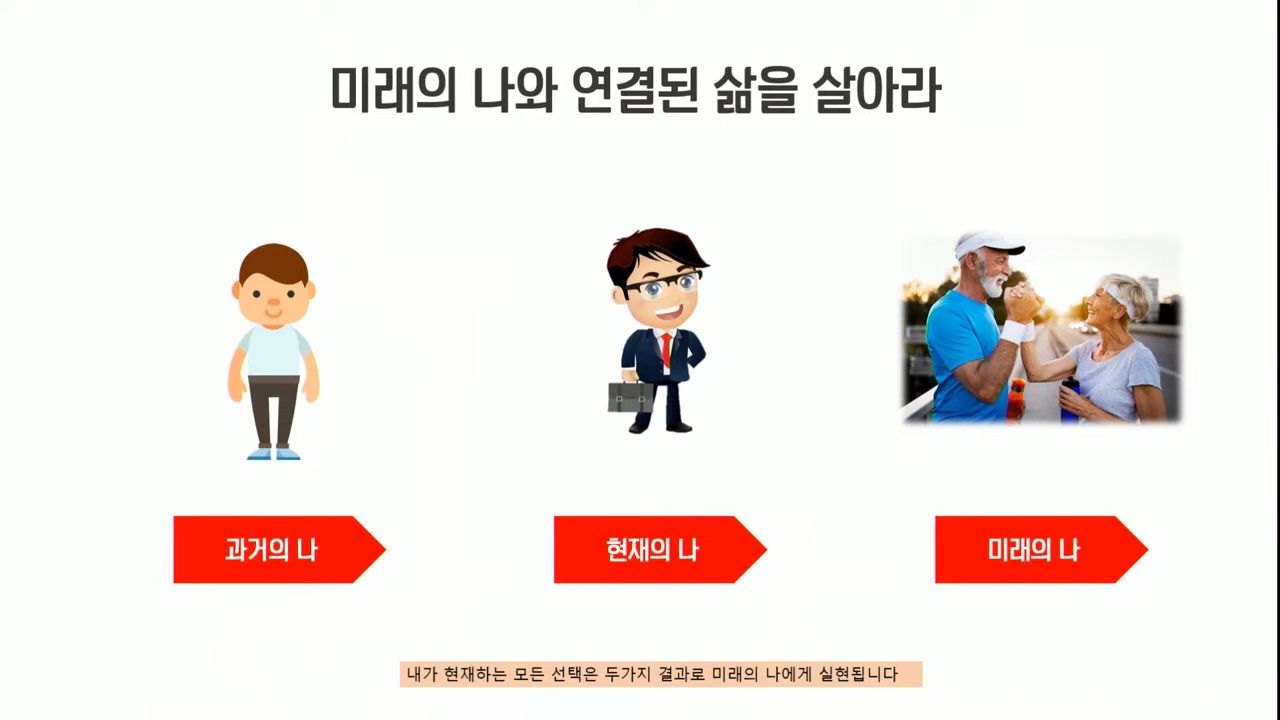 미래의 나와 연결된 삶을 살아라
과거의 나
현재의 나
미래의 나
내가 현재하는 모든 선택은 두가지 결과로 미래의 나에게 실현됩니다